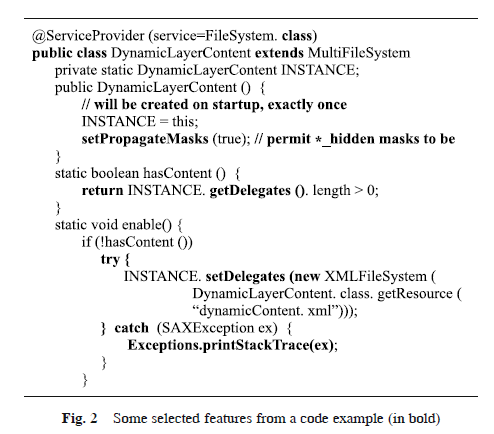 @ServiceProvider (service=FileSystem. class)
public class DynamicLayerContent extends MultiFileSystem
private static DynamicLayerContent INSTANCE;
public DynamicLayerContent () {
// will be created on startup, exactly once
INSTANCE = this;
setPropagateMasks (true); // permit *_hidden masks to be
}
static boolean hasContent () {
return INSTANCE. getDelegates (). length > 0;
}
static void enable() {
if (!hasContent ())
try {
INSTANCE. setDelegates (new XMLFileSystem (
DynamicLayerContent. class. getResource (
“dynamicContent. xml”)));
} catch (SAXException ex) {
Exceptions.printStackTrace(ex);
}
}
Fig. 2 Some selected features from a code example (in bold)